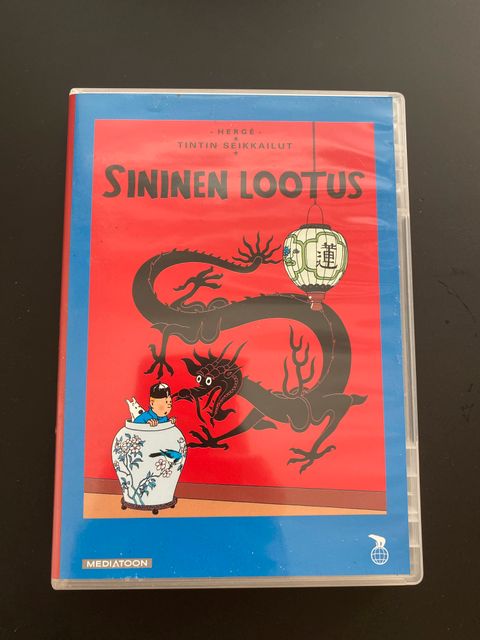 - HERGÉ -
TINTIN SEIKKAILUT
SININEN LOOTUS
蓮
MEDIATOON